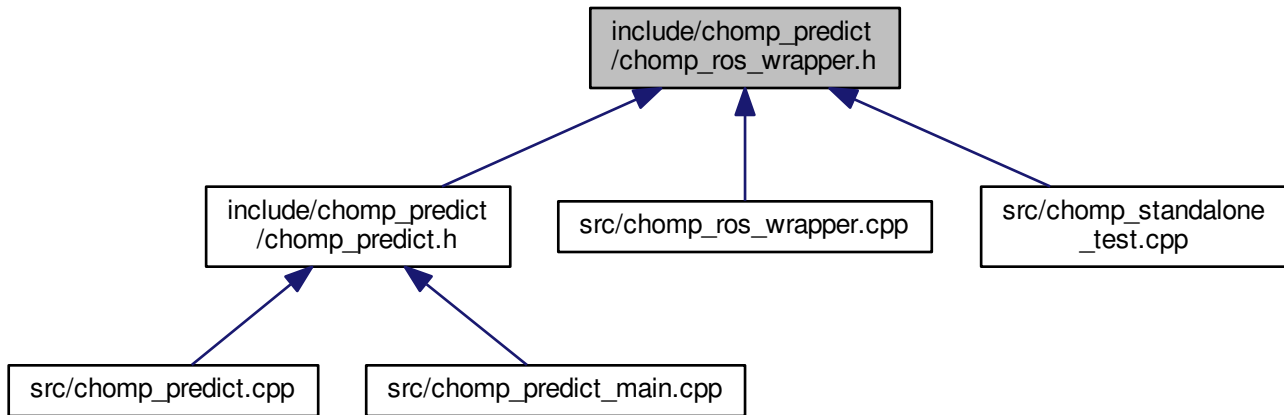 include/chomp_predict
/chomp_ros_wrapper.h
include/chomp_predict
/chomp_predict.h
src/chomp_ros_wrapper.cpp
src/chomp_standalone
_test.cpp
src/chomp_predict.cpp
src/chomp_predict_main.cpp